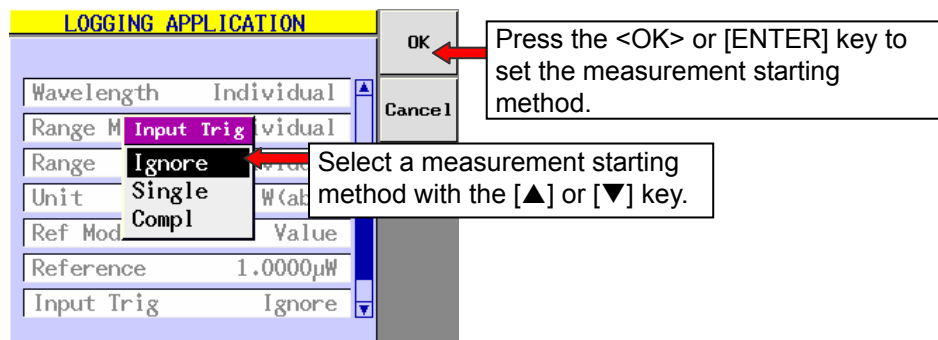 LOGGING APPLICATION
OK
Press the <OK> or [ENTER] key to
set the measurement starting
method.
Cancel
Wavelength Individual
Range M vidual
Input Trig
Range
Ignore
Single
Compl
Select a measurement starting
method with the [▲] or [▼] key.
Unit W(ab
Ref Mod Value
Reference 1.0000µW
Input Trig Ignore